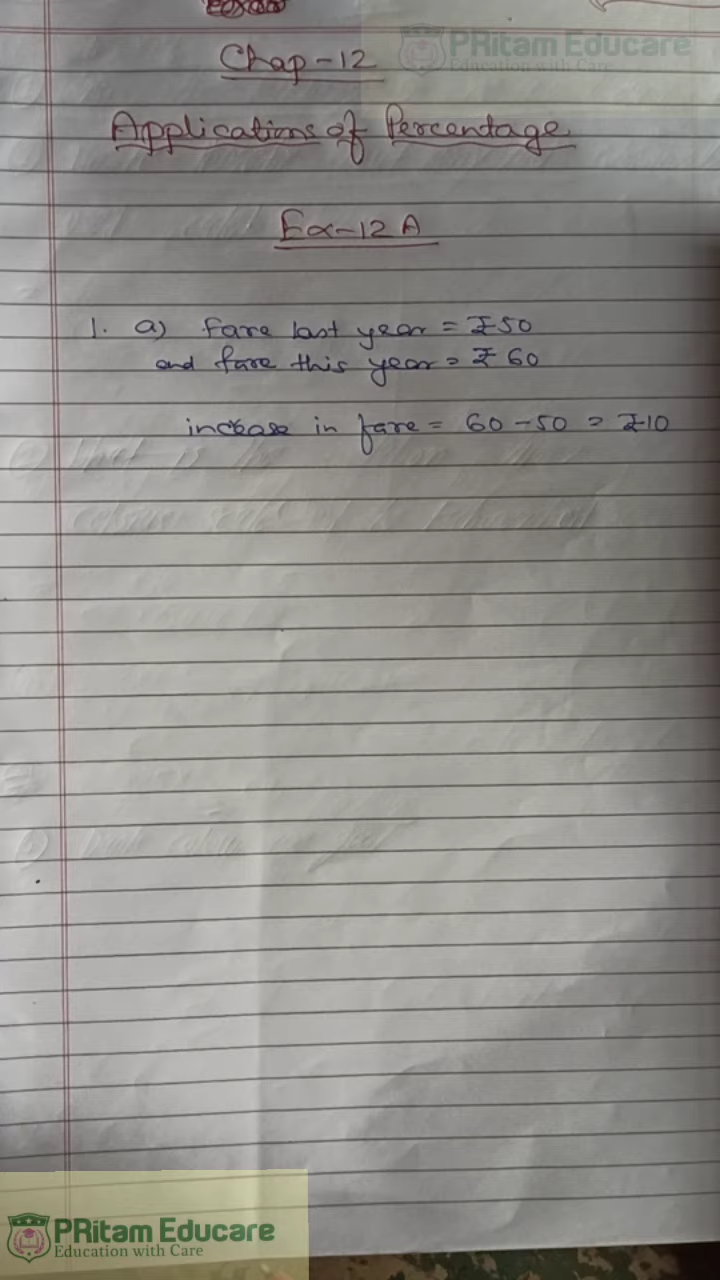 Chap-12
PRitam Educare
Education with Care
Applications of Percentage
Ex-12 A
1. a) fare last year = ₹50
and fare this year = ₹ 60
increase in fare = 60 - 50 = ₹10
PRitam Educare
Education with Care